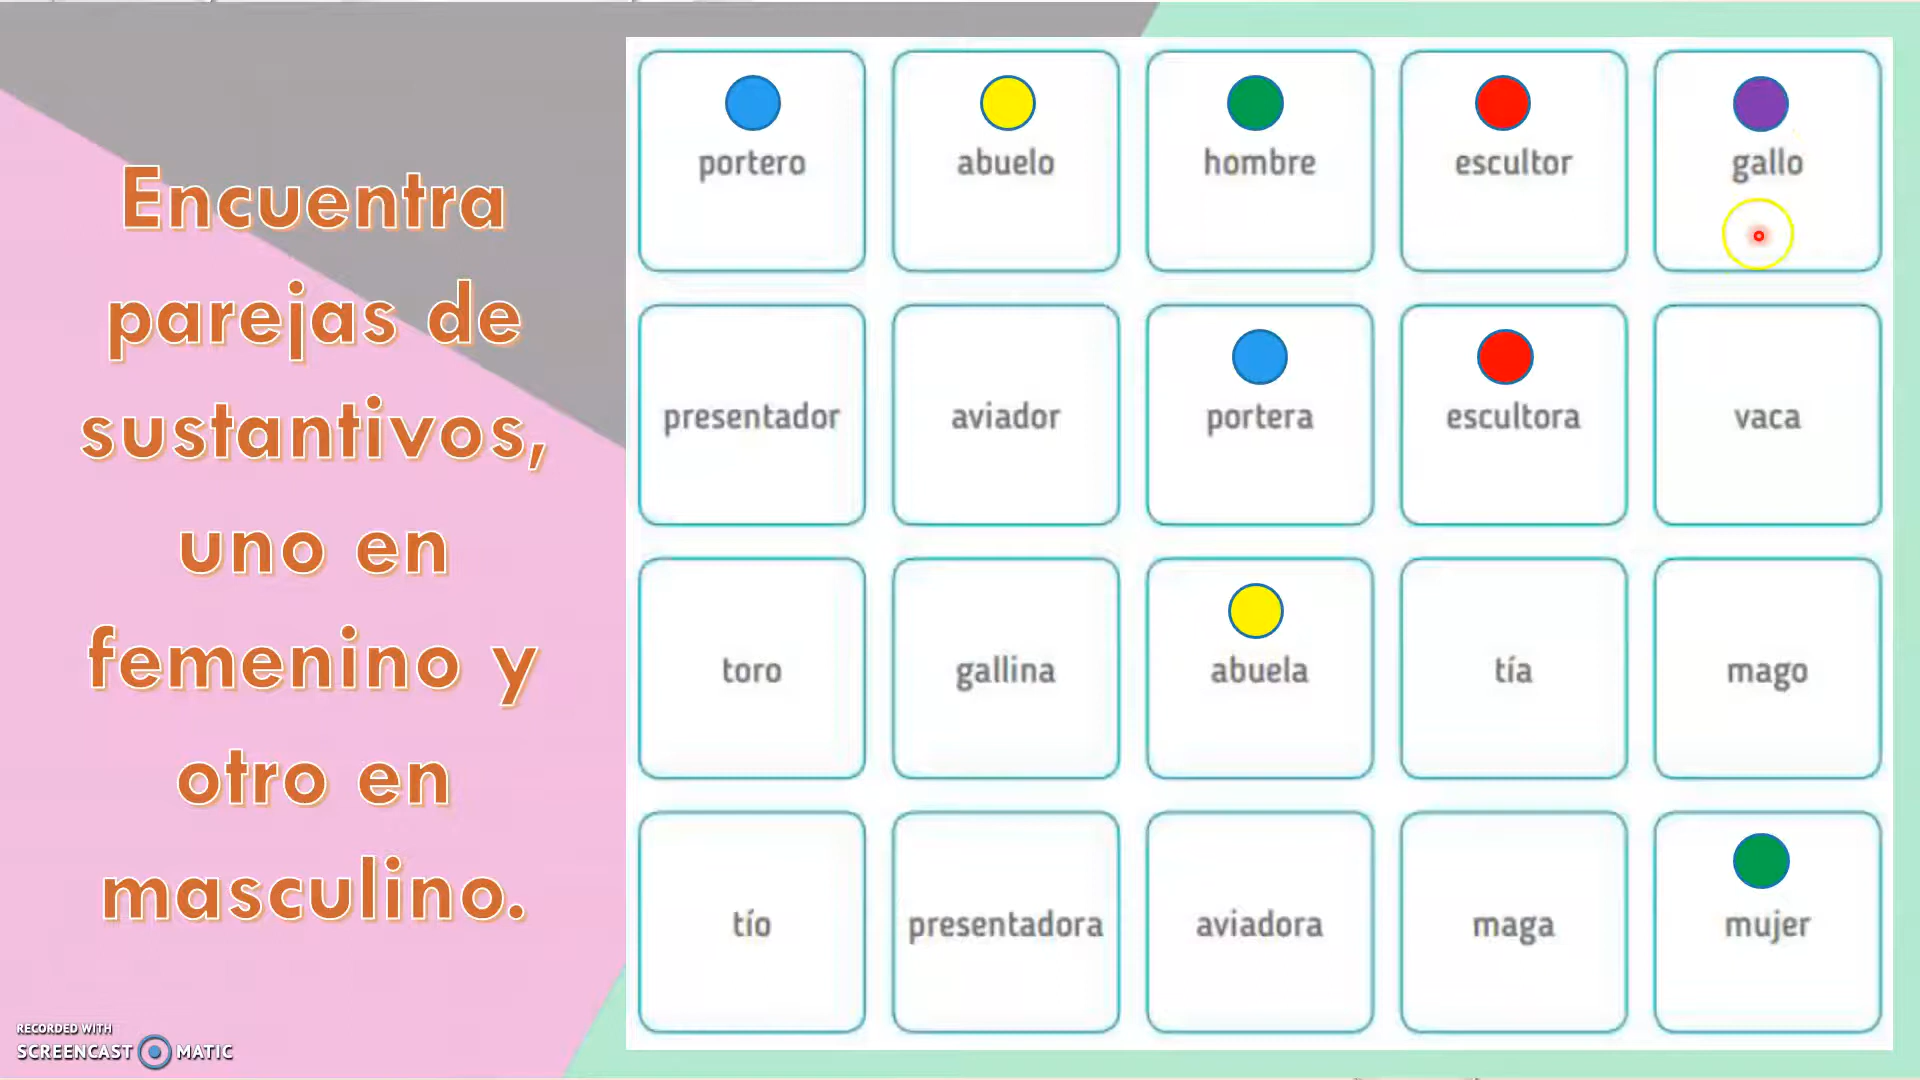 Encuentra
parejas de
sustantivos,
uno en
femenino y
otro en
masculino.
portero
abuelo
hombre
escultor
gallo
presentador
aviador
portera
escultora
vaca
toro
gallina
abuela
tía
mago
tío
presentadora
aviadora
maga
mujer
RECORDED WITH
SCREENCAST MATIC